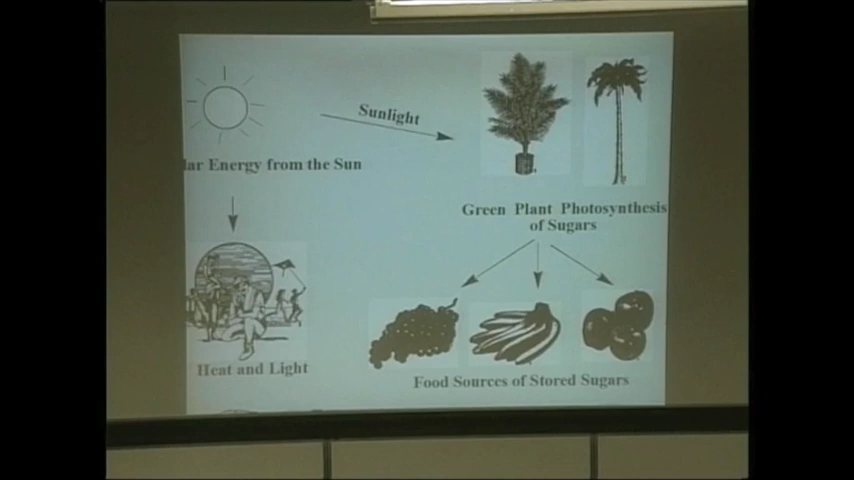 Sunlight
lar Energy from the Sun
Green Plant Photosynthesis
of Sugars
Heat and Light
Food Sources of Stored Sugars